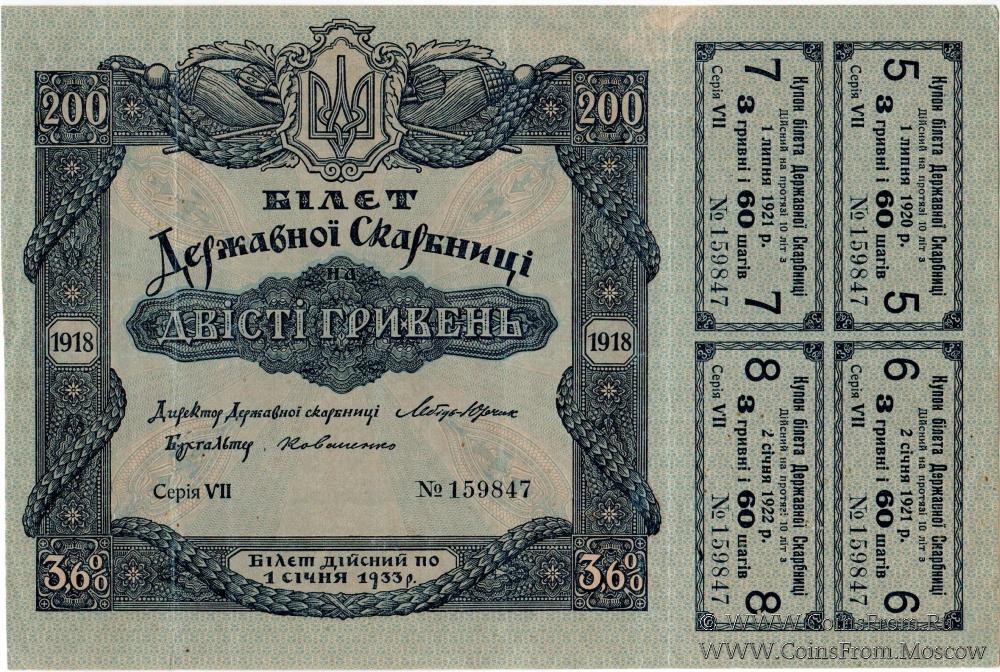 200
200
БІЛЕТ
Державної Скарбниці
на
ДВІСТІ ГРИВЕНЬ
1918
1918
Директор Державної скарбниці Лебідь-Юрчик
Бухгальтер
Серія VII
№ 159847
3.6%
3.6%
Білет дійсний по
1 січня 1933 р.
Купон білета Державної Скарбниці
Дійсний на протязі 10 літ з
1 липня 1921 р.
7 3 гривні і 60 шагів 7
Серія VII № 159847
Купон білета Державної Скарбниці
Дійсний на протязі 10 літ з
1 липня 1920 р.
5 3 гривні і 60 шагів 5
Серія VII № 159847
Купон білета Державної Скарбниці
Дійсний на протязі 10 літ з
2 січня 1922 р.
8 3 гривні і 60 шагів 8
Серія VII № 159847
Купон білета Державної Скарбниці
Дійсний на протязі 10 літ з
2 січня 1921 р.
6 3 гривні і 60 шагів 6
Серія VII № 159847
© WWW.CoinsFrom.Ru
WWW.CoinsFrom.Moscow